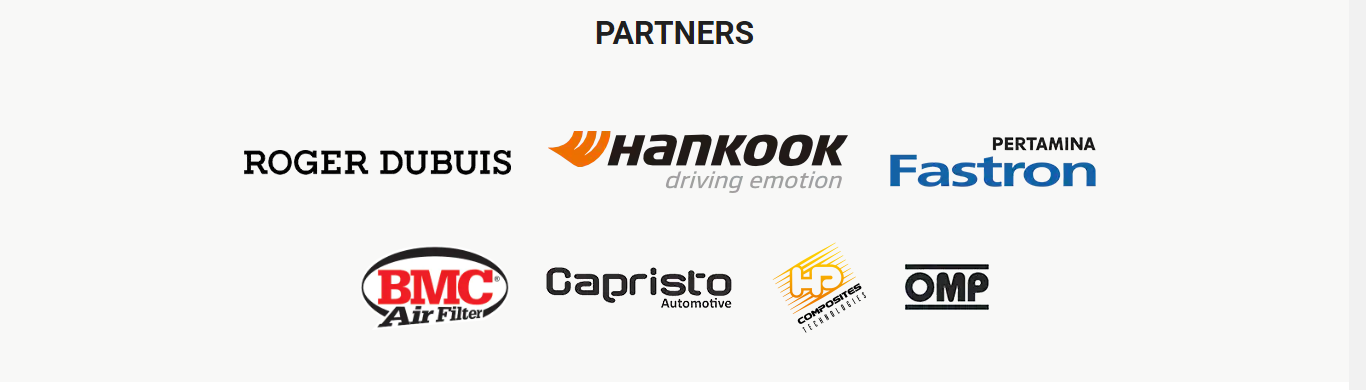 PARTNERS
ROGER DUBUIS
HANKOOK
driving emotion
PERTAMINA
Fastron
BMC®
Air Filter
Capristo
Automotive
HP
COMPOSITES
TECHNOLOGIES
OMP